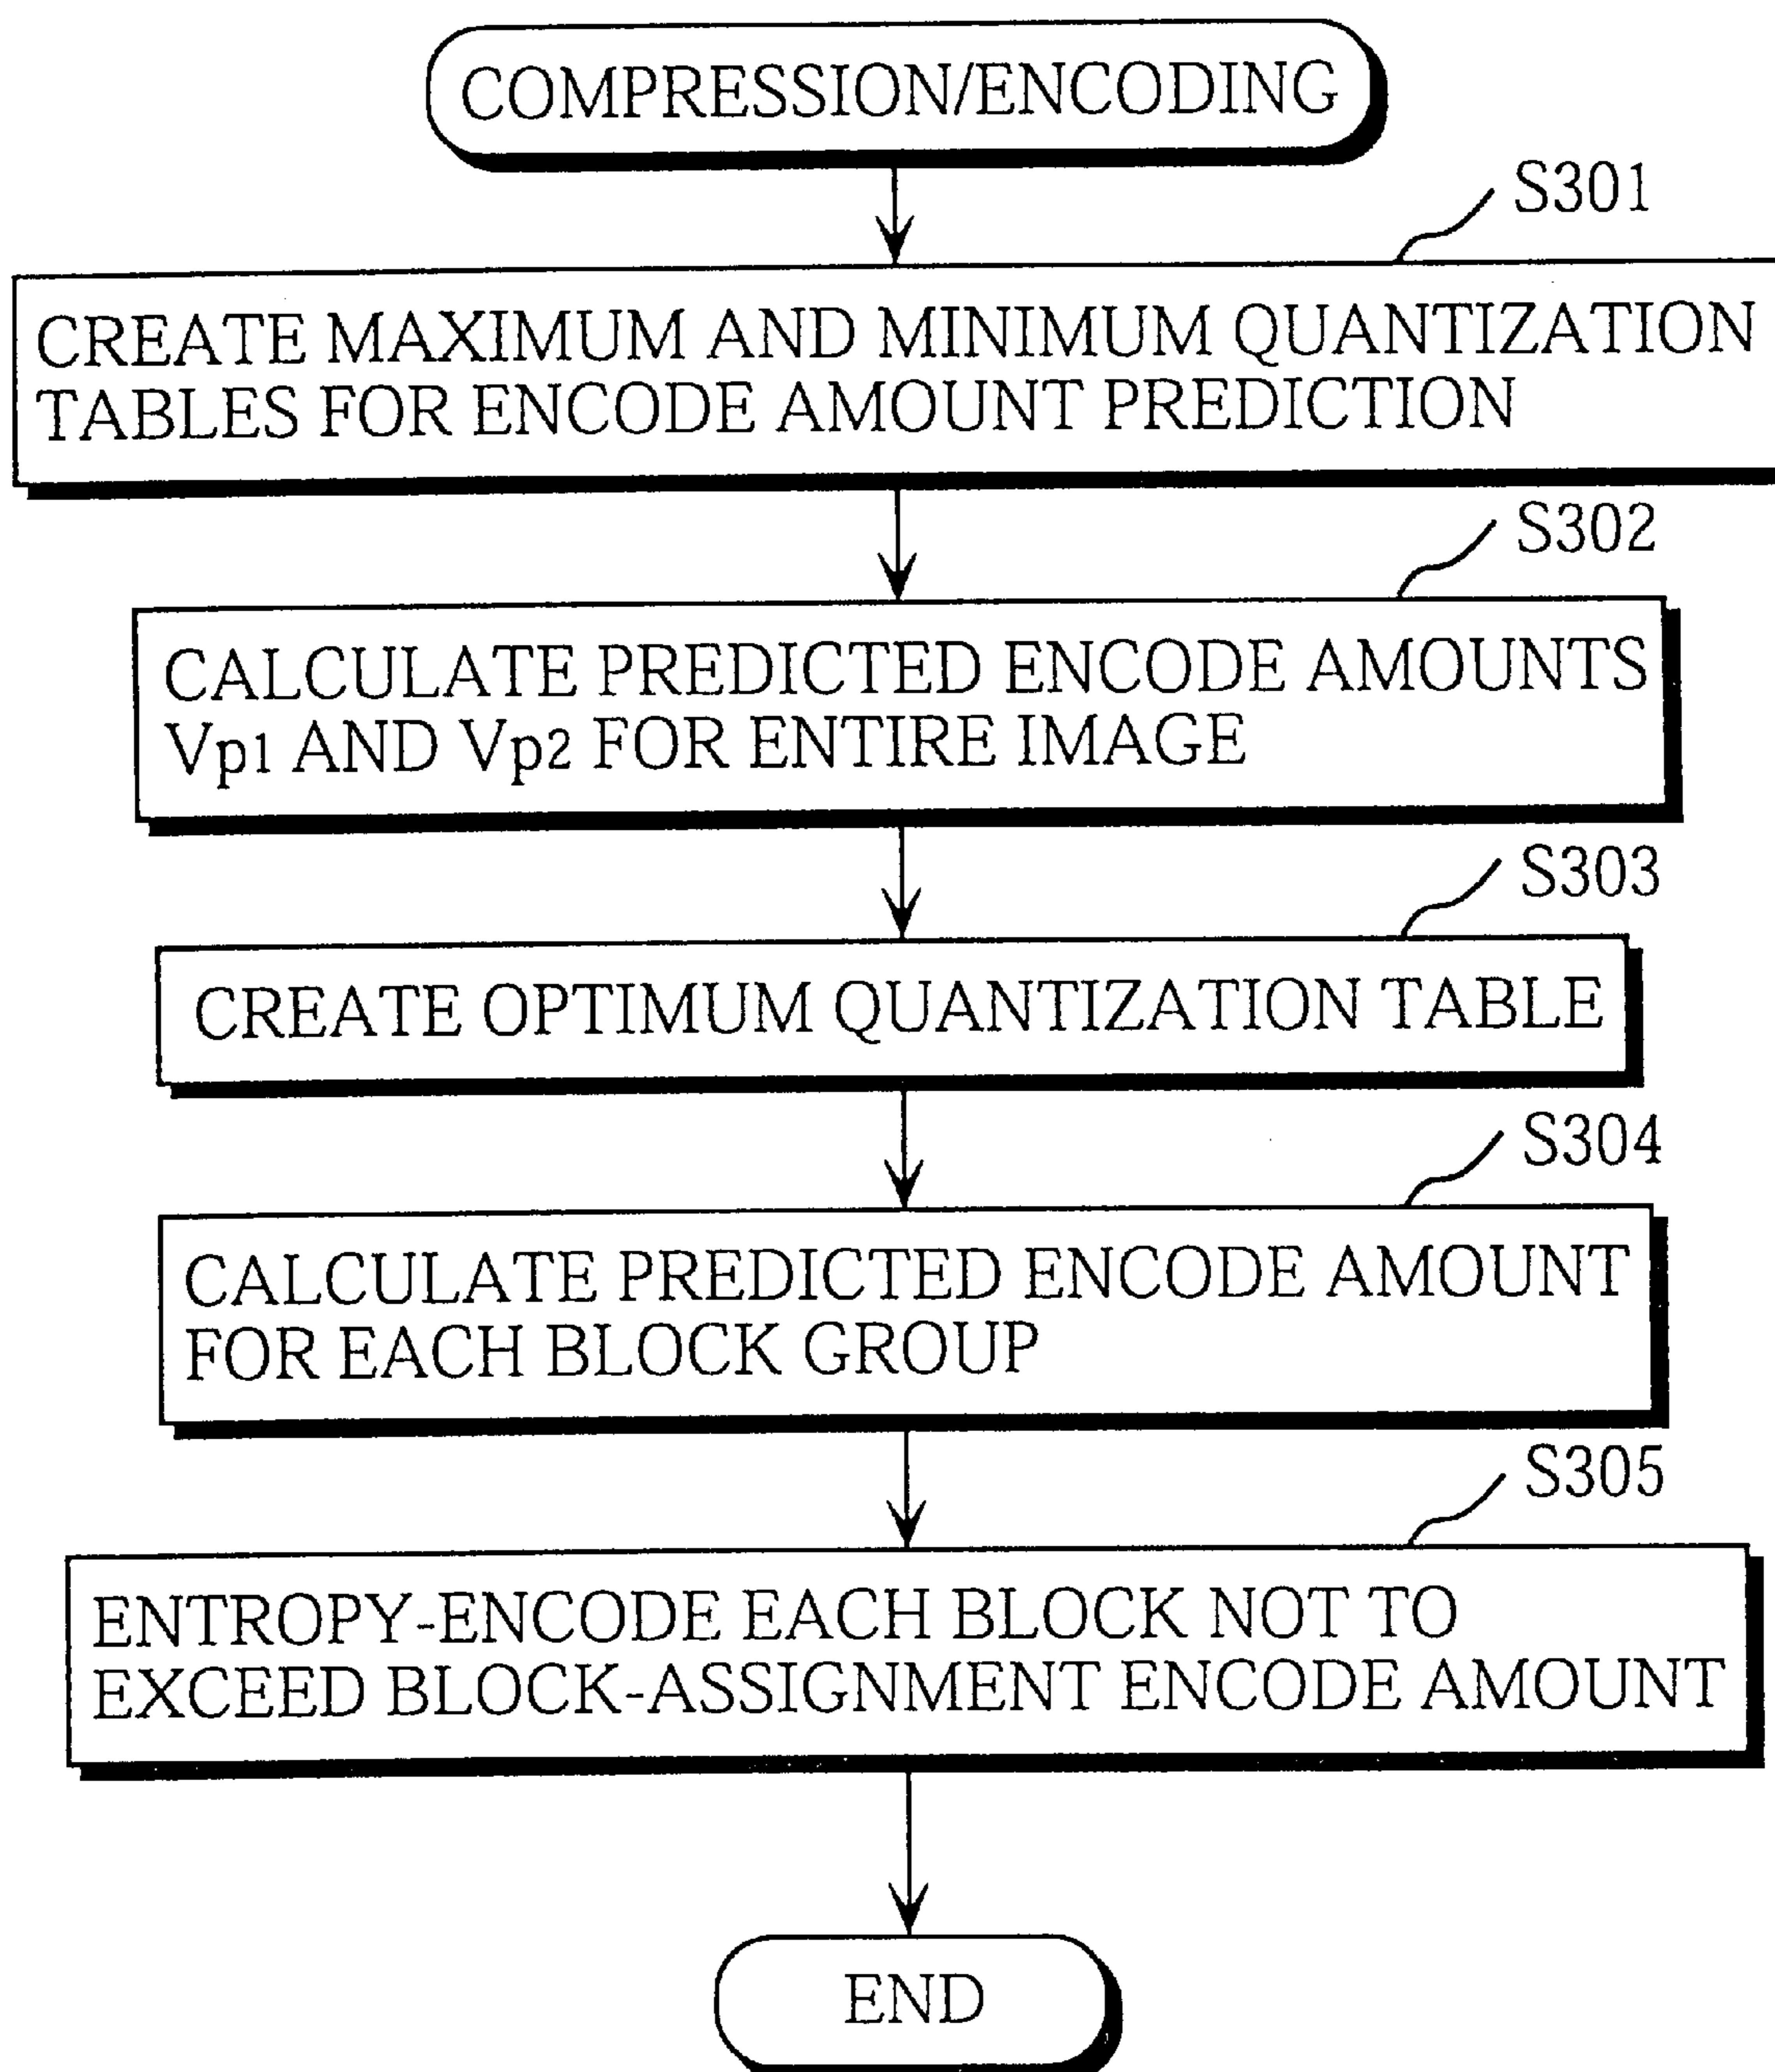 COMPRESSION/ENCODING
S301
CREATE MAXIMUM AND MINIMUM QUANTIZATION
TABLES FOR ENCODE AMOUNT PREDICTION
S302
CALCULATE PREDICTED ENCODE AMOUNTS
Vp1 AND Vp2 FOR ENTIRE IMAGE
S303
CREATE OPTIMUM QUANTIZATION TABLE
S304
CALCULATE PREDICTED ENCODE AMOUNT
FOR EACH BLOCK GROUP
S305
ENTROPY-ENCODE EACH BLOCK NOT TO
EXCEED BLOCK-ASSIGNMENT ENCODE AMOUNT
END